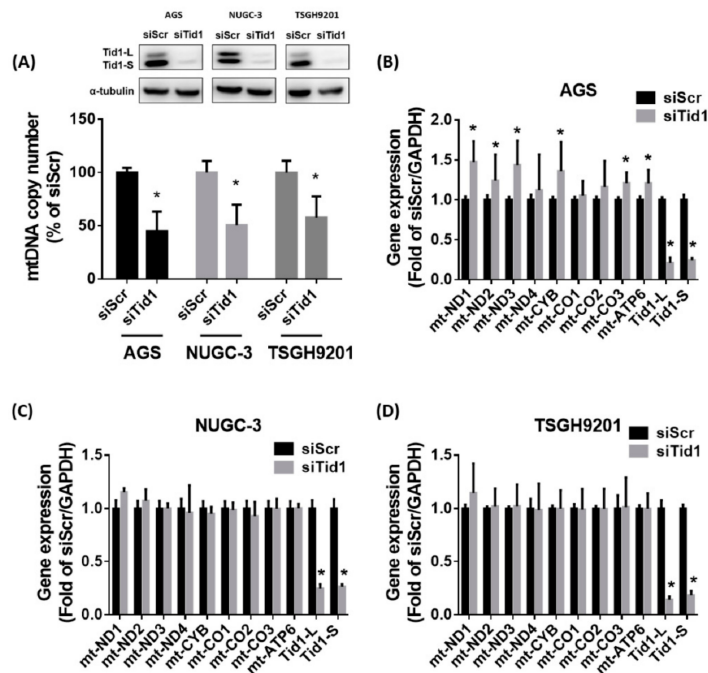 AGS NUGC-3 TSGH9201
siScr siTid1 siScr siTid1 siScr siTid1
(A)
Tid1-L
Tid1-S
α-tubulin
mtDNA copy number
(% of siScr)
150
100
50
0
* * *
siScr siTid1 siScr siTid1 siScr siTid1
AGS NUGC-3 TSGH9201
(B)
AGS
siScr
siTid1
Gene expression
(Fold of siScr/GAPDH)
2.0
1.5
1.0
0.5
0.0
* * * * * * * *
mt-ND1 mt-ND2 mt-ND3 mt-ND4 mt-CYB mt-CO1 mt-CO2 mt-CO3 mt-ATP6 Tid1-L Tid1-S
(C)
NUGC-3
siScr
siTid1
Gene expression
(Fold of siScr/GAPDH)
1.5
1.0
0.5
0.0
* *
mt-ND1 mt-ND2 mt-ND3 mt-ND4 mt-CYB mt-CO1 mt-CO2 mt-CO3 mt-ATP6 Tid1-L Tid1-S
(D)
TSGH9201
siScr
siTid1
Gene expression
(Fold of siScr/GAPDH)
1.5
1.0
0.5
0.0
* *
mt-ND1 mt-ND2 mt-ND3 mt-ND4 mt-CYB mt-CO1 mt-CO2 mt-CO3 mt-ATP6 Tid1-L Tid1-S